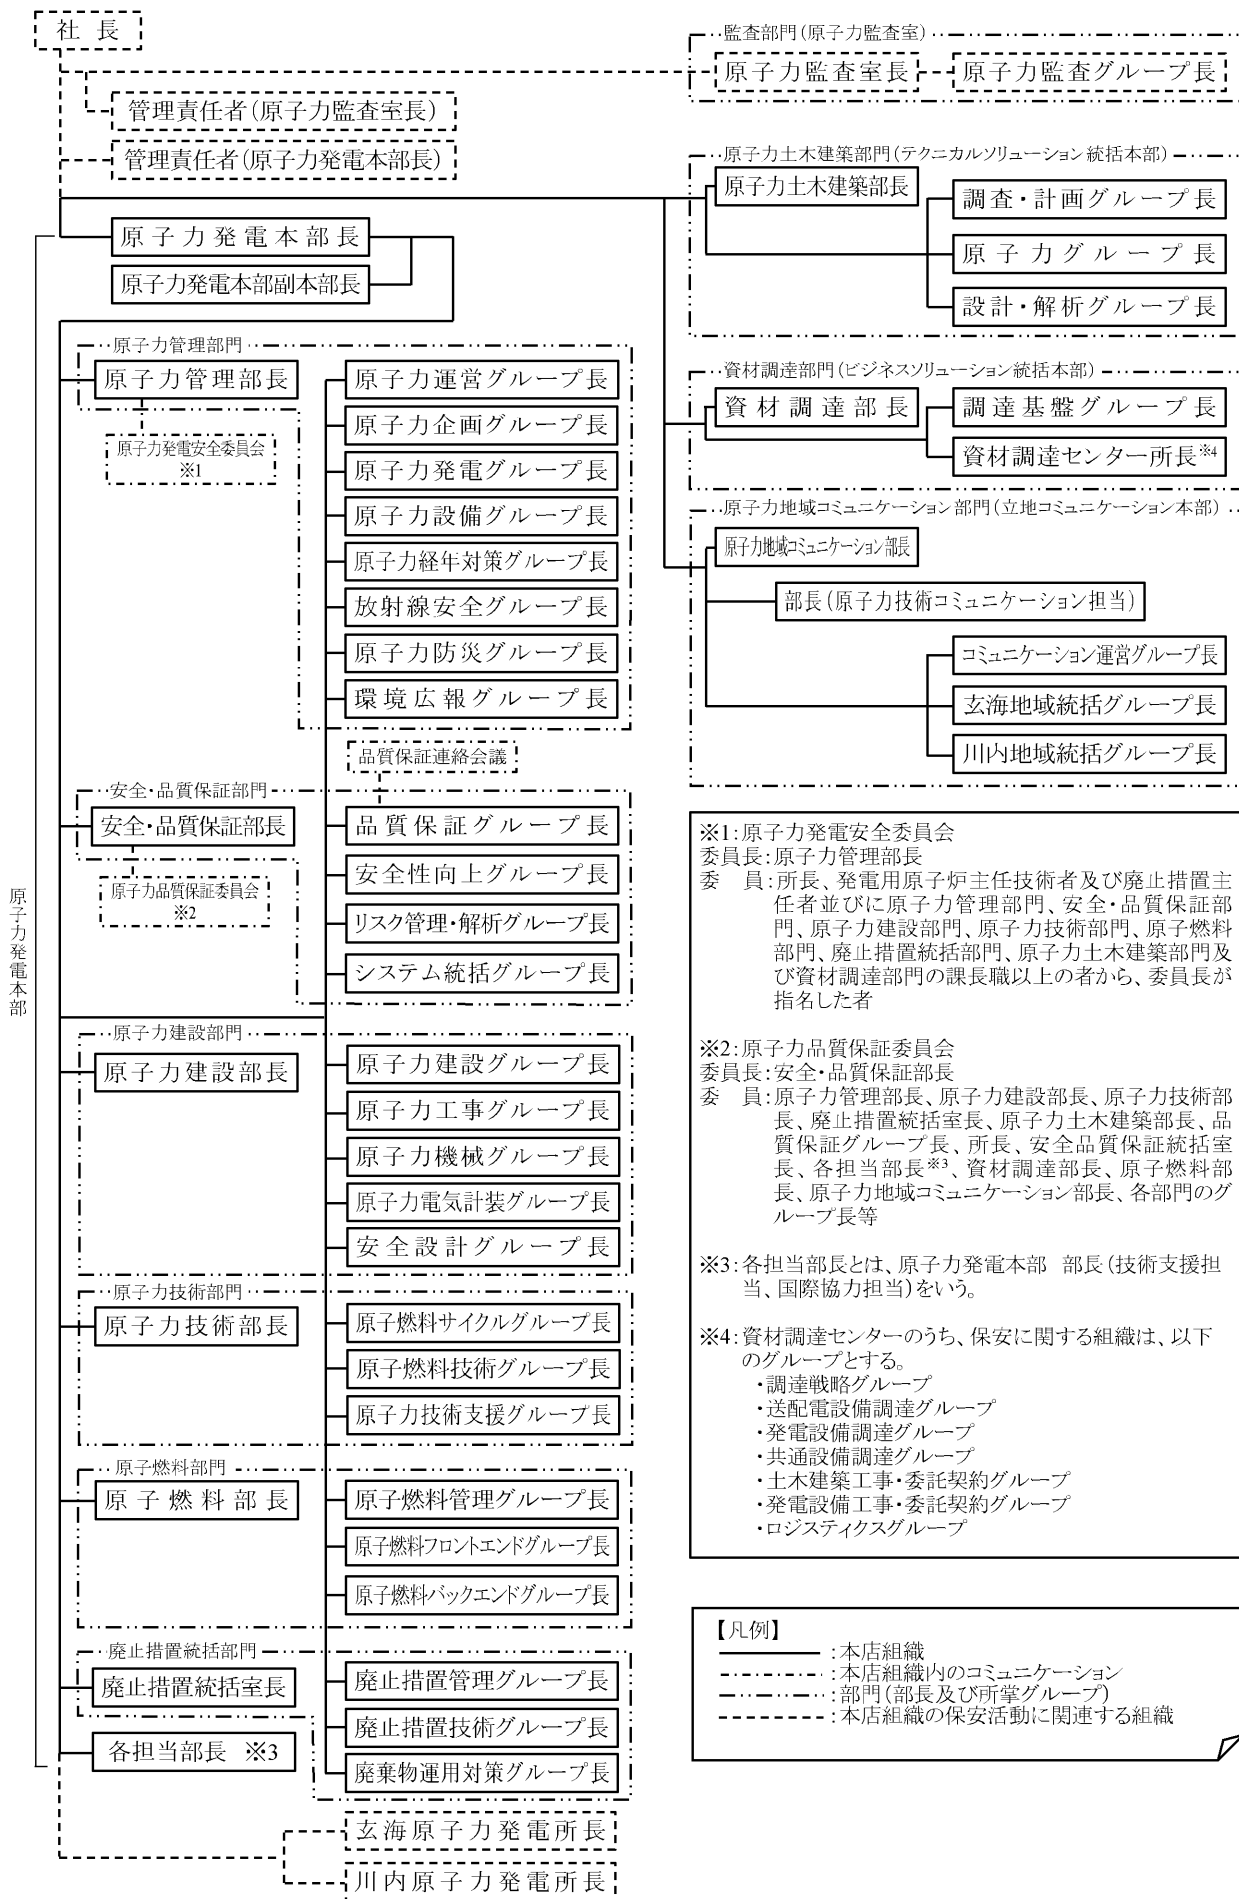 社長
管理責任者(原子力監査室長)
管理責任者(原子力発電本部長)
監査部門(原子力監査室)
原子力監査室長
原子力監査グループ長
原子力発電本部
原子力発電本部長
原子力発電本部副本部長
原子力管理部門
原子力管理部長
原子力発電安全委員会
※1
原子力運営グループ長
原子力企画グループ長
原子力発電グループ長
原子力設備グループ長
原子力経年対策グループ長
放射線安全グループ長
原子力防災グループ長
環境広報グループ長
品質保証連絡会議
安全・品質保証部門
安全・品質保証部長
原子力品質保証委員会
※2
品質保証グループ長
安全性向上グループ長
リスク管理・解析グループ長
システム統括グループ長
原子力建設部門
原子力建設部長
原子力建設グループ長
原子力工事グループ長
原子力機械グループ長
原子力電気計装グループ長
安全設計グループ長
原子力技術部門
原子力技術部長
原子燃料サイクルグループ長
原子燃料技術グループ長
原子力技術支援グループ長
原子燃料部門
原子燃料部長
原子燃料管理グループ長
原子燃料フロントエンドグループ長
原子燃料バックエンドグループ長
廃止措置統括部門
廃止措置統括室長
廃止措置管理グループ長
廃止措置技術グループ長
廃棄物運用対策グループ長
各担当部長 ※3
玄海原子力発電所長
川内原子力発電所長
原子力土木建築部門(テクニカルソリューション統括本部)
原子力土木建築部長
調査・計画グループ長
原子力グループ長
設計・解析グループ長
資材調達部門(ビジネスソリューション統括本部)
資材調達部長
調達基盤グループ長
資材調達センター所長※4
原子力地域コミュニケーション部門(立地コミュニケーション本部)
原子力地域コミュニケーション部長
部長(原子力技術コミュニケーション担当)
コミュニケーション運営グループ長
玄海地域統括グループ長
川内地域統括グループ長
※1:原子力発電安全委員会
委員長:原子力管理部長
委 員:所長、発電用原子炉主任技術者及び廃止措置主
任者並びに原子力管理部門、安全・品質保証部
門、原子力建設部門、原子力技術部門、原子燃料
部門、廃止措置統括部門、原子力土木建築部門及
び資材調達部門の課長職以上の者から、委員長が
指名した者
※2:原子力品質保証委員会
委員長:安全・品質保証部長
委 員:原子力管理部長、原子力建設部長、原子力技術部
長、廃止措置統括室長、原子力土木建築部長、品
質保証グループ長、所長、安全品質保証統括室
長、各担当部長※3、資材調達部長、原子燃料部
長、原子力地域コミュニケーション部長、各部門のグ
ループ長等
※3:各担当部長とは、原子力発電本部 部長(技術支援担
当、国際協力担当)をいう。
※4:資材調達センターのうち、保安に関する組織は、以下
のグループとする。
・調達戦略グループ
・送配電設備調達グループ
・発電設備調達グループ
・共通設備調達グループ
・土木建築工事・委託契約グループ
・発電設備工事・委託契約グループ
・ロジスティクスグループ
【凡例】
:本店組織
:本店組織内のコミュニケーション
:部門(部長及び所掌グループ)
:本店組織の保安活動に関連する組織